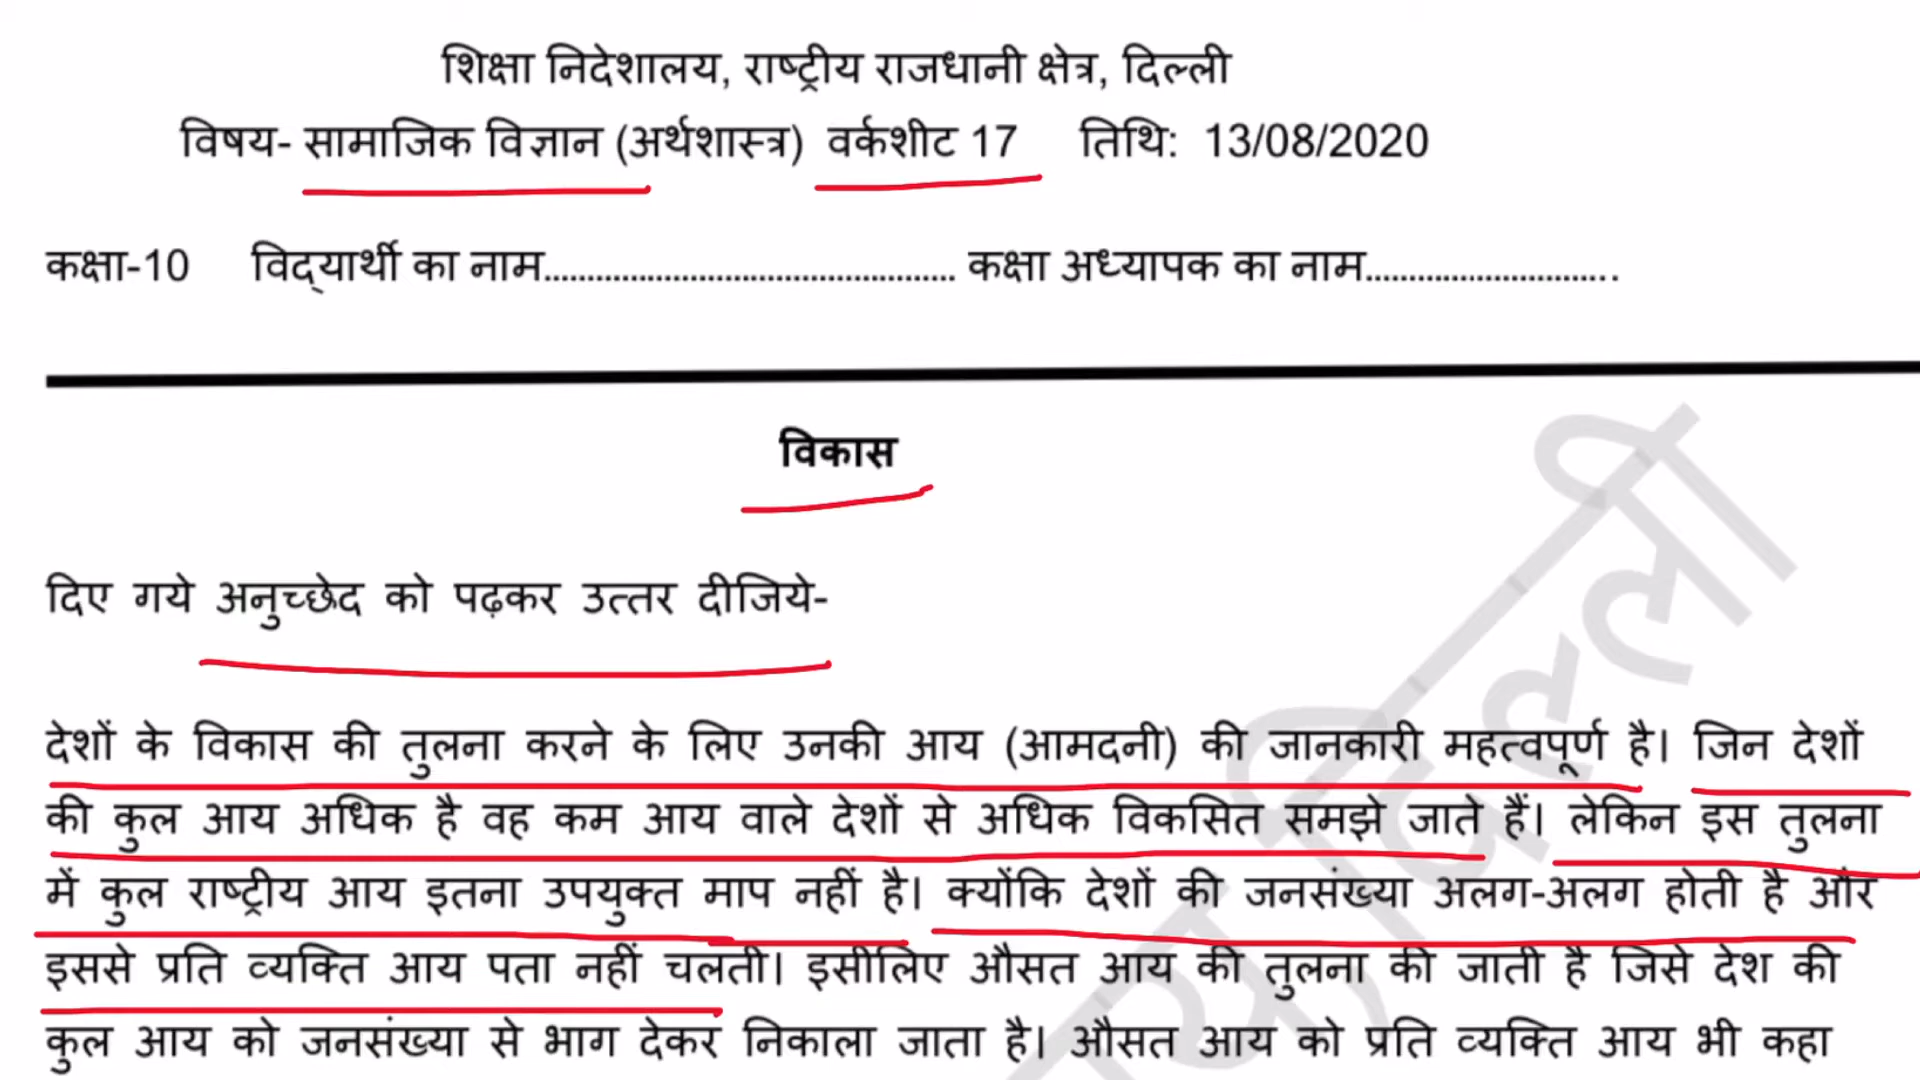 शिक्षा निदेशालय, राष्ट्रीय राजधानी क्षेत्र, दिल्ली
विषय- सामाजिक विज्ञान (अर्थशास्त्र) वर्कशीट 17 तिथि: 13/08/2020
कक्षा-10 विद्‌यार्थी का नाम............................................... कक्षा अध्यापक का नाम............................
विकास
दिए गये अनुच्छेद को पढ़कर उत्तर दीजिये-
देशों के विकास की तुलना करने के लिए उनकी आय (आमदनी) की जानकारी महत्वपूर्ण है। जिन देशों
की कुल आय अधिक है वह कम आय वाले देशों से अधिक विकसित समझे जाते हैं। लेकिन इस तुलना
में कुल राष्ट्रीय आय इतना उपयुक्त माप नहीं है। क्योंकि देशों की जनसंख्या अलग-अलग होती है और
इससे प्रति व्यक्ति आय पता नहीं चलती। इसीलिए औसत आय की तुलना की जाती है जिसे देश की
कुल आय को जनसंख्या से भाग देकर निकाला जाता है। औसत आय को प्रति व्यक्ति आय भी कहा
दिल्ली